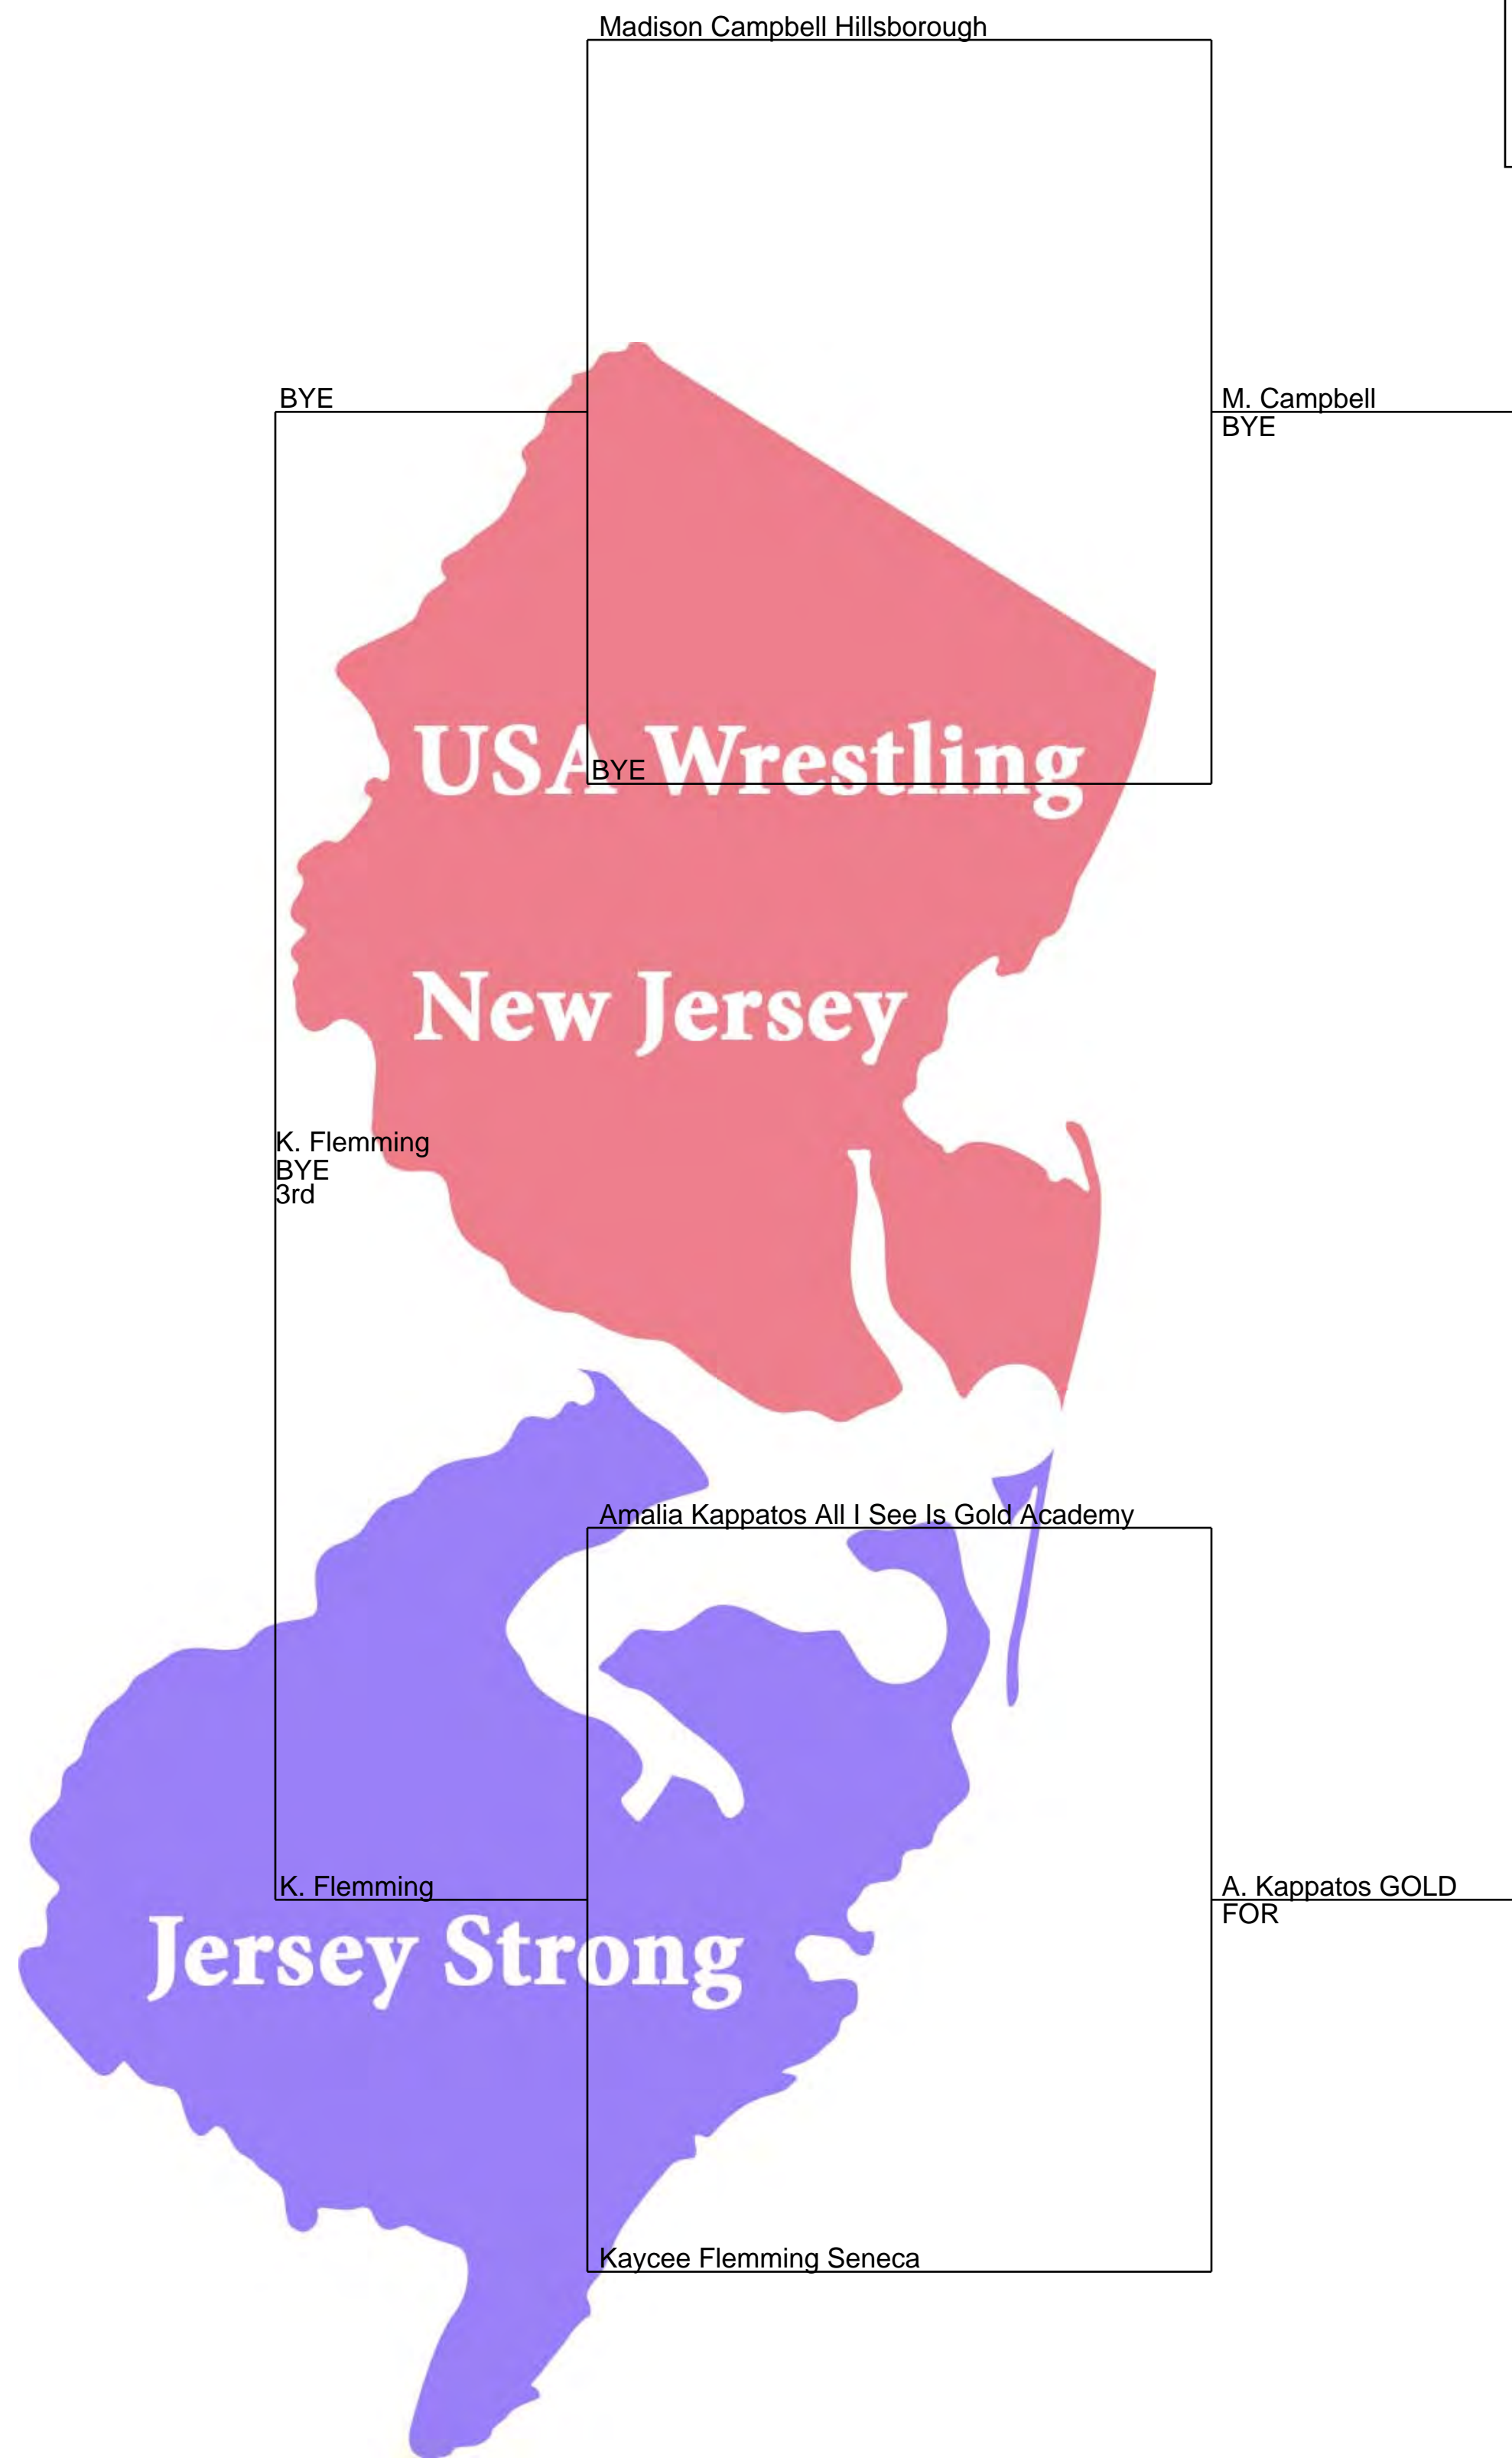 Madison Campbell Hillsborough
BYE
M. Campbell
BYE
USA Wrestling
BYE
New Jersey
K. Flemming
BYE
3rd
Amalia Kappatos All I See Is Gold Academy
K. Flemming
A. Kappatos GOLD
FOR
Jersey Strong
Kaycee Flemming Seneca